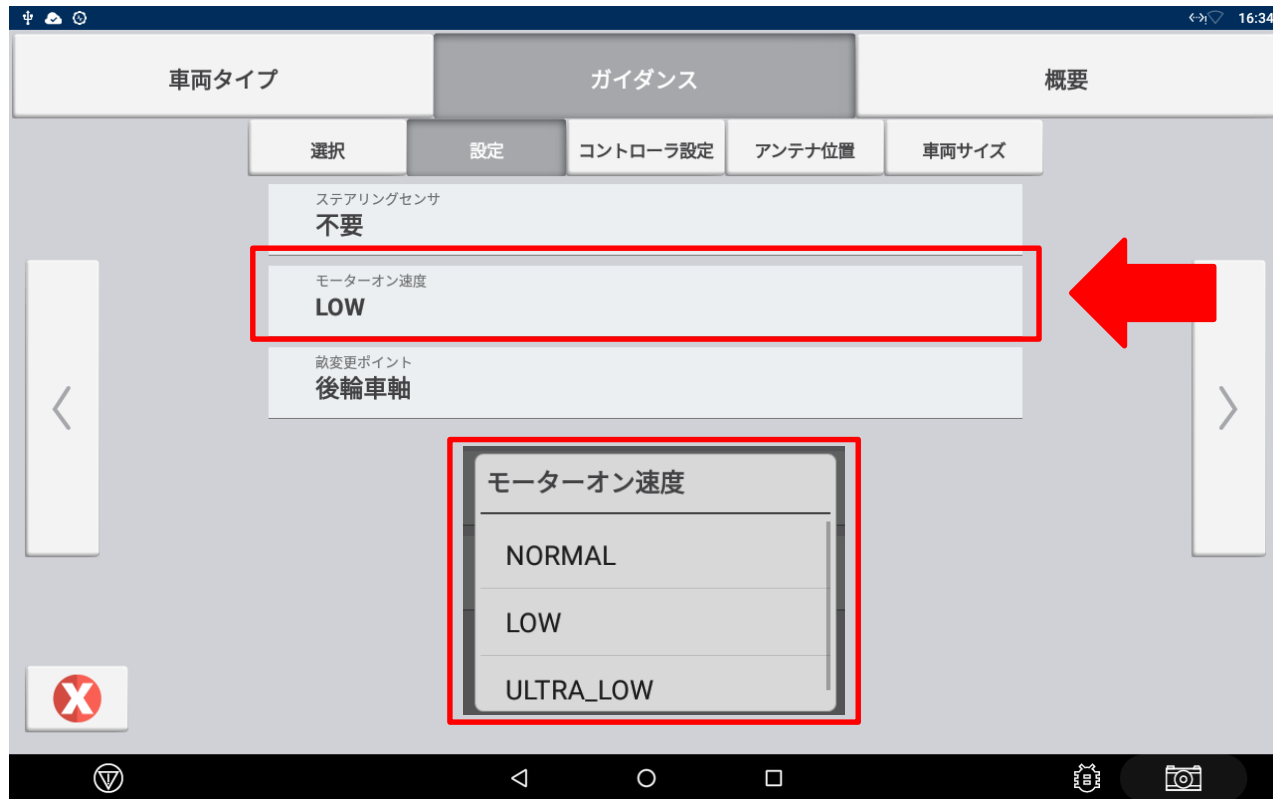 16:34
車両タイプ
ガイダンス
概要
選択
設定
コントローラ設定
アンテナ位置
車両サイズ
ステアリングセンサ
不要
モーターオン速度
LOW
畝変更ポイント
後輪車軸
モーターオン速度
NORMAL
LOW
ULTRA_LOW